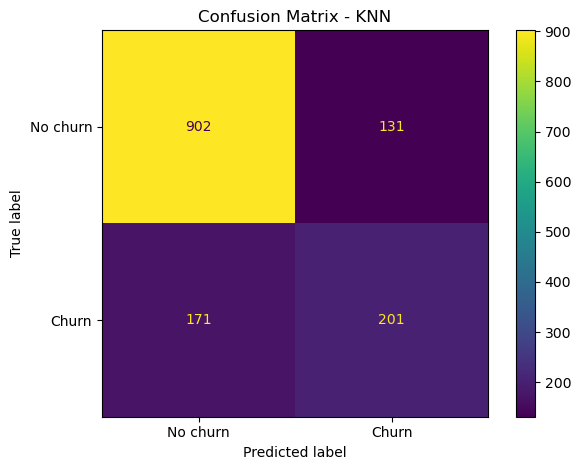 Confusion Matrix - KNN
True label
No churn
Churn
902
131
171
201
No churn
Churn
Predicted label
900
800
700
600
500
400
300
200